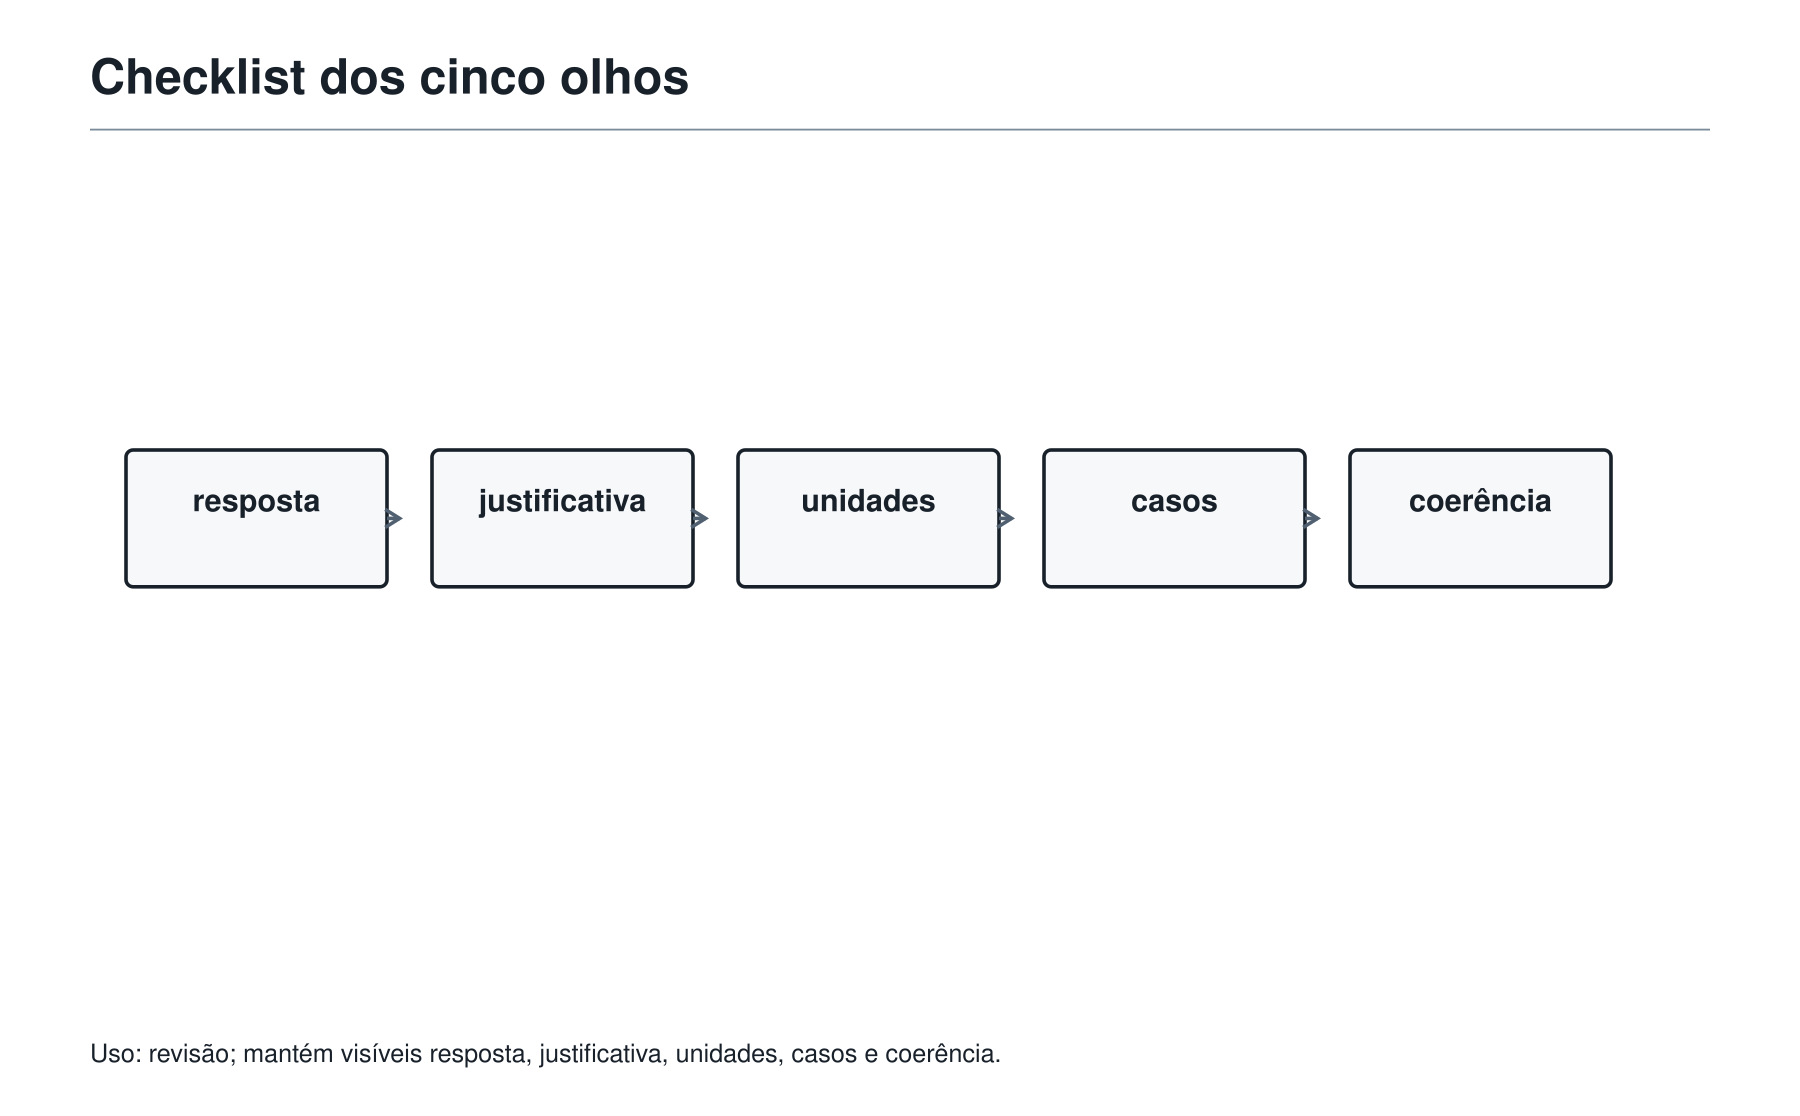 Checklist dos cinco olhos
resposta
justificativa
unidades
casos
coerência
Uso: revisão; mantém visíveis resposta, justificativa, unidades, casos e coerência.